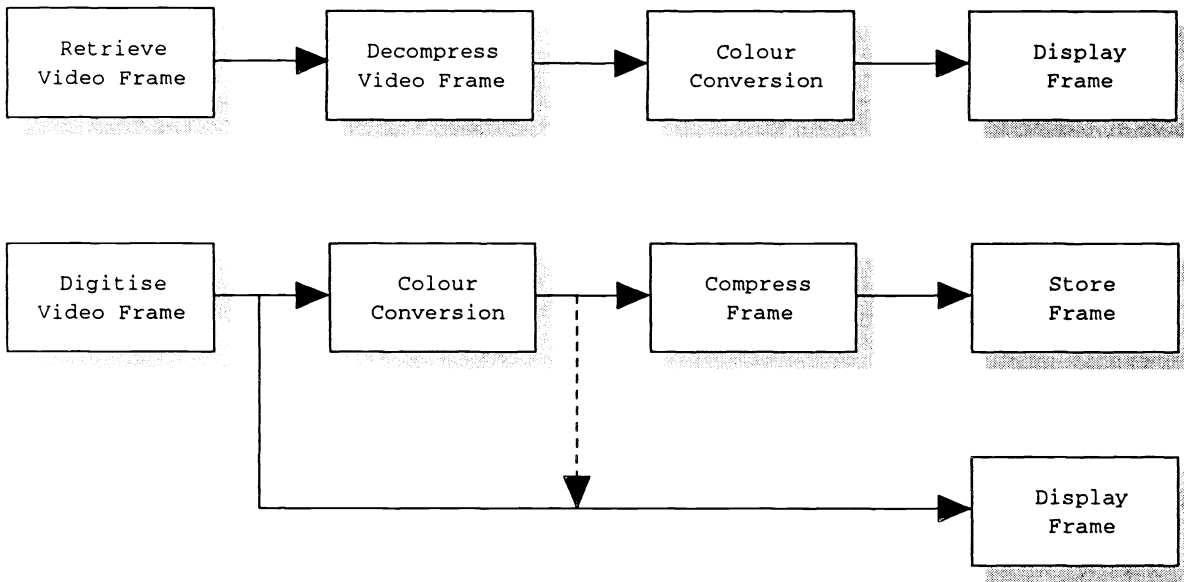 Retrieve
Video Frame
Decompress
Video Frame
Colour
Conversion
Display
Frame
Digitise
Video Frame
Colour
Conversion
Compress
Frame
Store
Frame
Display
Frame